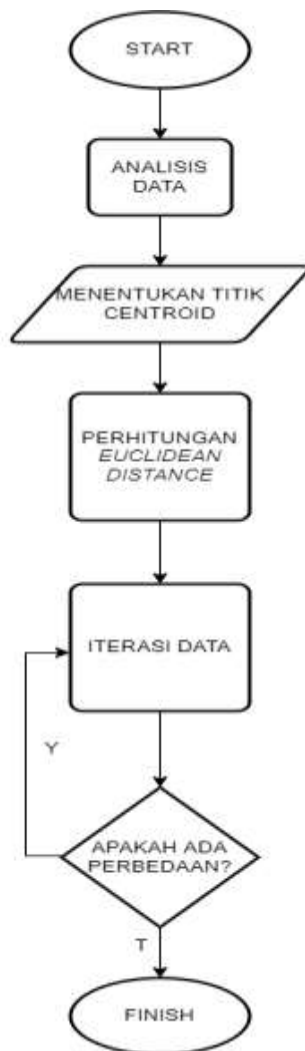 START
ANALISIS
DATA
MENENTUKAN TITIK
CENTROID
PERHITUNGAN
EUCLIDEAN
DISTANCE
ITERASI DATA
Y
APAKAH ADA
PERBEDAAN?
T
FINISH